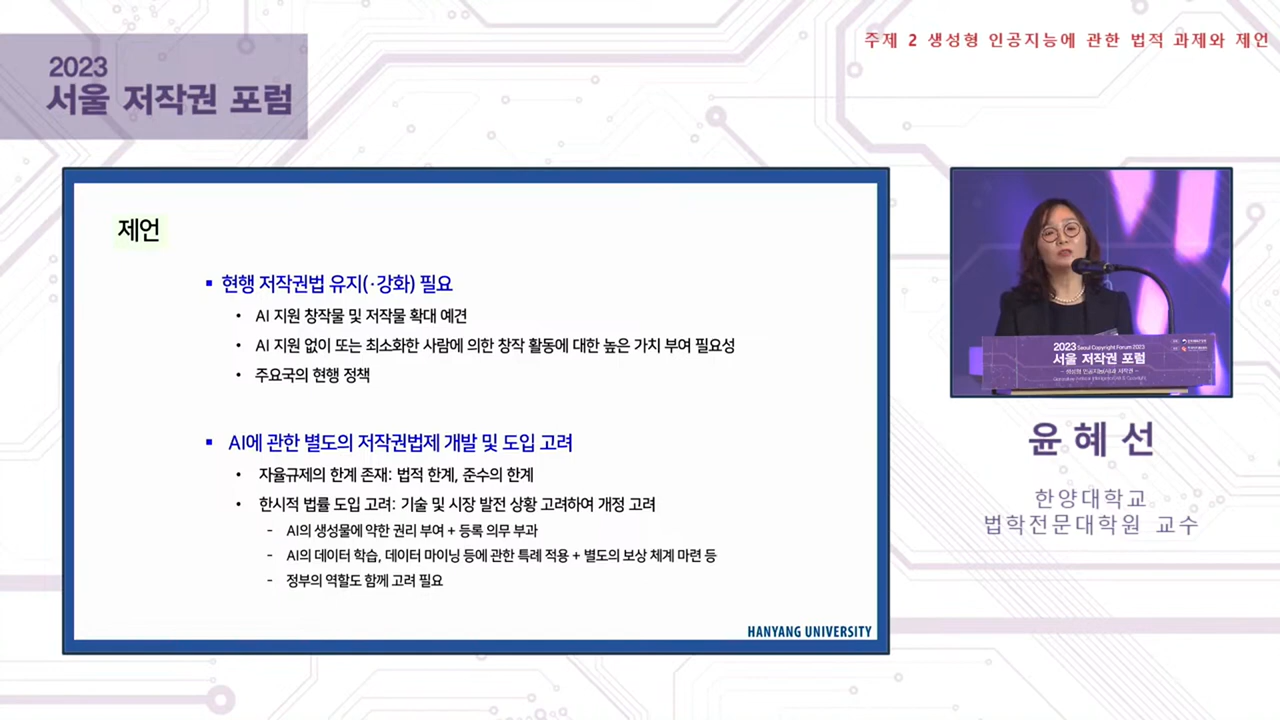 주제 2 생성형 인공지능에 관한 법적 과제와 제언
2023
서울 저작권 포럼
제언
▪ 현행 저작권법 유지(·강화) 필요
• AI 지원 창작물 및 저작물 확대 예견
• AI 지원 없이 또는 최소화한 사람에 의한 창작 활동에 대한 높은 가치 부여 필요성
• 주요국의 현행 정책
▪ AI에 관한 별도의 저작권법제 개발 및 도입 고려
• 자율규제의 한계 존재: 법적 한계, 준수의 한계
• 한시적 법률 도입 고려: 기술 및 시장 발전 상황 고려하여 개정 고려
- AI의 생성물에 약한 권리 부여 + 등록 의무 부과
- AI의 데이터 학습, 데이터 마이닝 등에 관한 특례 적용 + 별도의 보상 체계 마련 등
- 정부의 역할도 함께 고려 필요
HANYANG UNIVERSITY
2023 Seoul Copyright Forum 2023
서울 저작권 포럼
윤혜선
한양대학교
법학전문대학원 교수